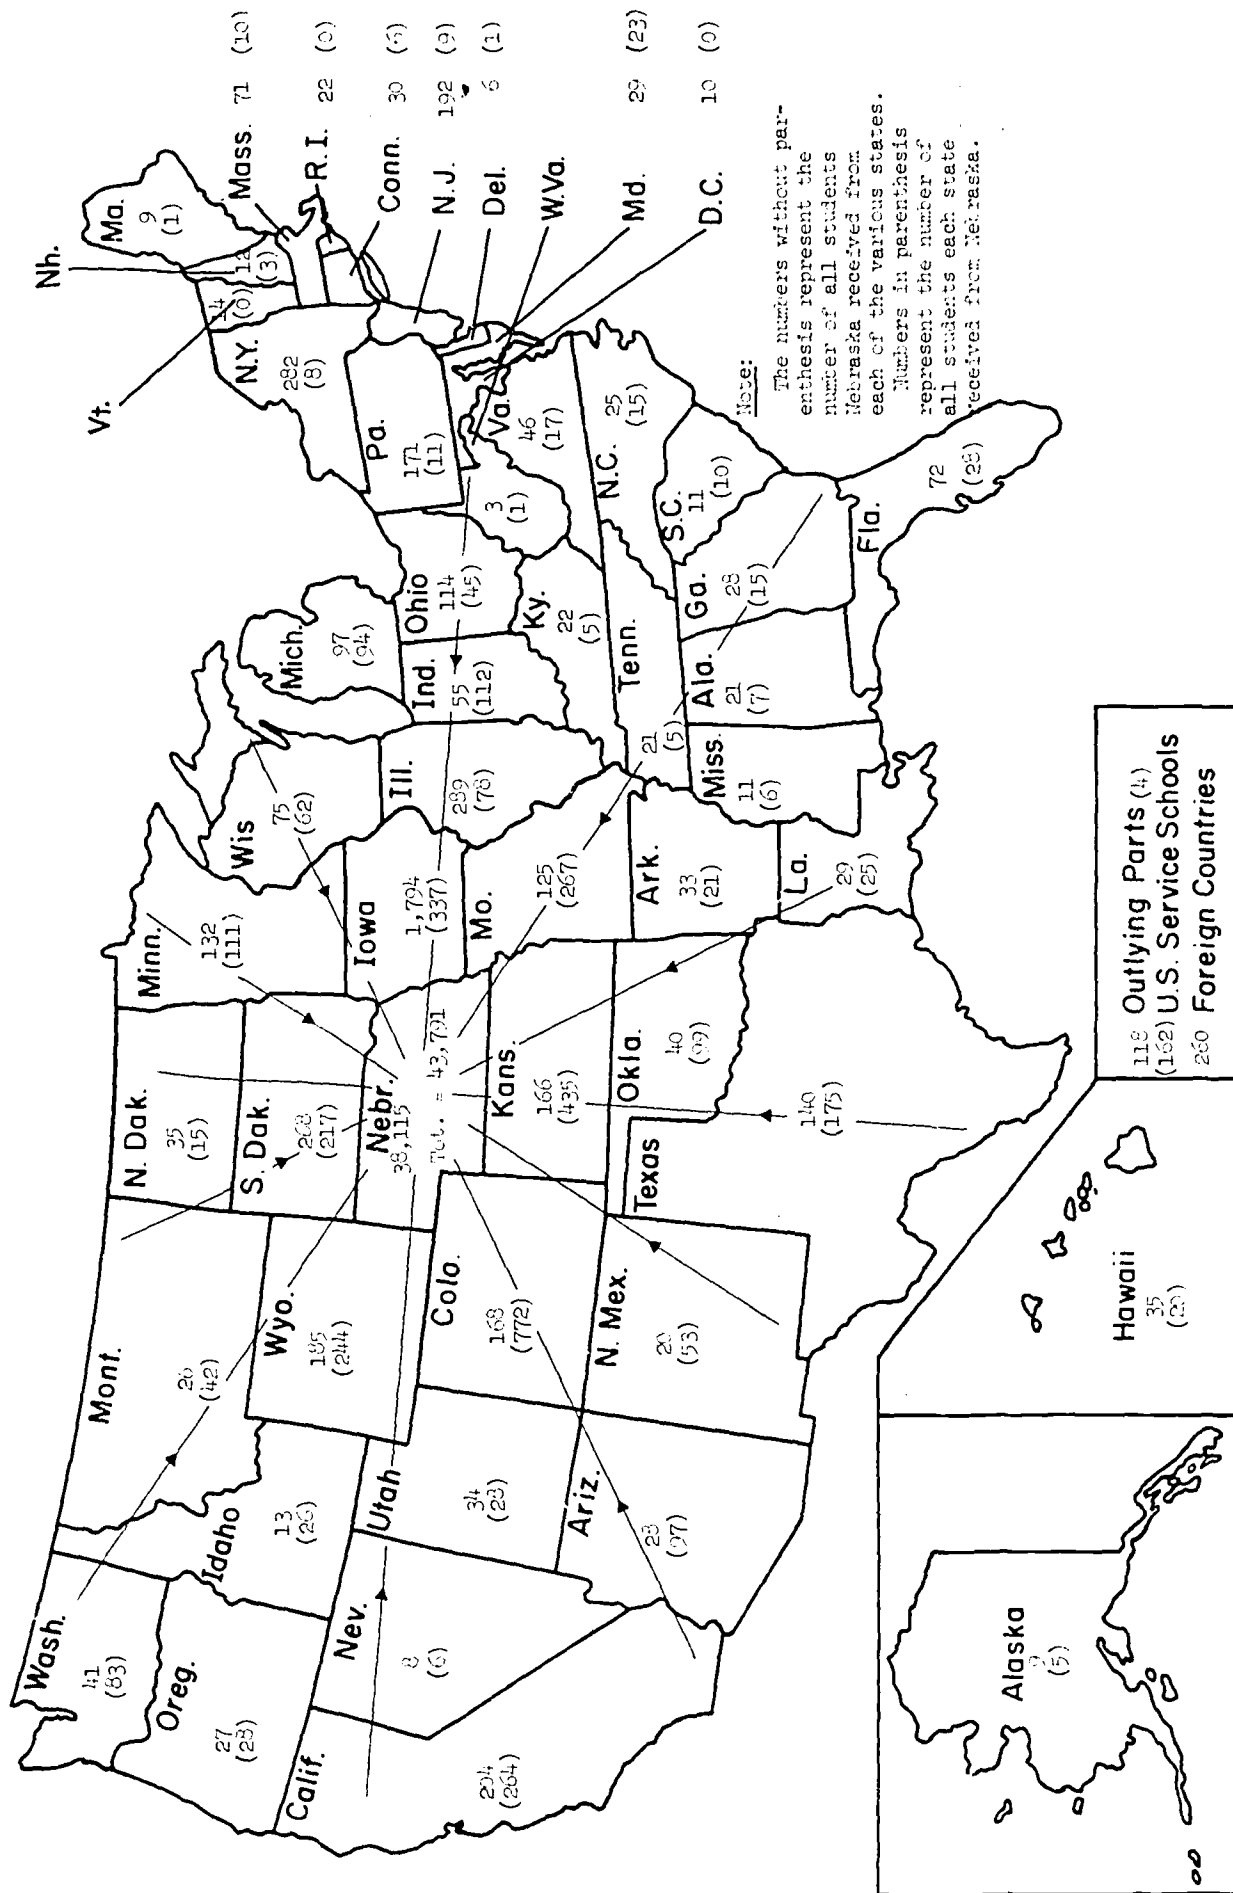 Wash.
41
(83)
Oreg.
27
(28)
Calif.
294
(264)
Nev.
8
(6)
Idaho
13
(26)
Mont.
26
(42)
Wyo.
185
(244)
Utah
34
(28)
Colo.
168
(772)
Ariz.
28
(97)
N. Mex.
(53)
N. Dak.
35
(15)
S. Dak.
268
(217)
Nebr.
38,115
Tot. = 43,791
Kans.
166
(435)
Okla.
40
(99)
Texas
140
(175)
Minn.
132
(111)
Iowa
1,794
(337)
Mo.
125
(267)
Ark.
33
(21)
La.
29
(25)
Wis
75
(62)
Ill.
289
(78)
Mich.
97
(94)
Ind.
55
(112)
Ohio
114
(45)
Ky.
22
(5)
Tenn.
21
(5)
Miss.
11
(6)
Ala.
21
(7)
Ga.
28
(15)
Fla.
72
(28)
S.C.
11
(10)
N.C.
25
(15)
Va.
46
(17)
3
(1)
Pa.
171
(11)
N.Y.
282
(8)
Vt.
14
(0)
Nh.
12
(3)
Ma.
9
(1)
Mass. 71 (10)
R.I. 22 (0)
Conn. 30 (6)
N.J. 192 (9)
Del. 6 (1)
W.Va.
Md. 29 (23)
D.C. 10 (0)
Note:
The numbers without par-
enthesis represent the
number of all students
Nebraska received from
each of the various states.
Numbers in parenthesis
represent the number of
all students each state
received from Nebraska.
Alaska
9
(5)
Hawaii
35
118 Outlying Parts (4)
(162) U.S. Service Schools
260 Foreign Countries